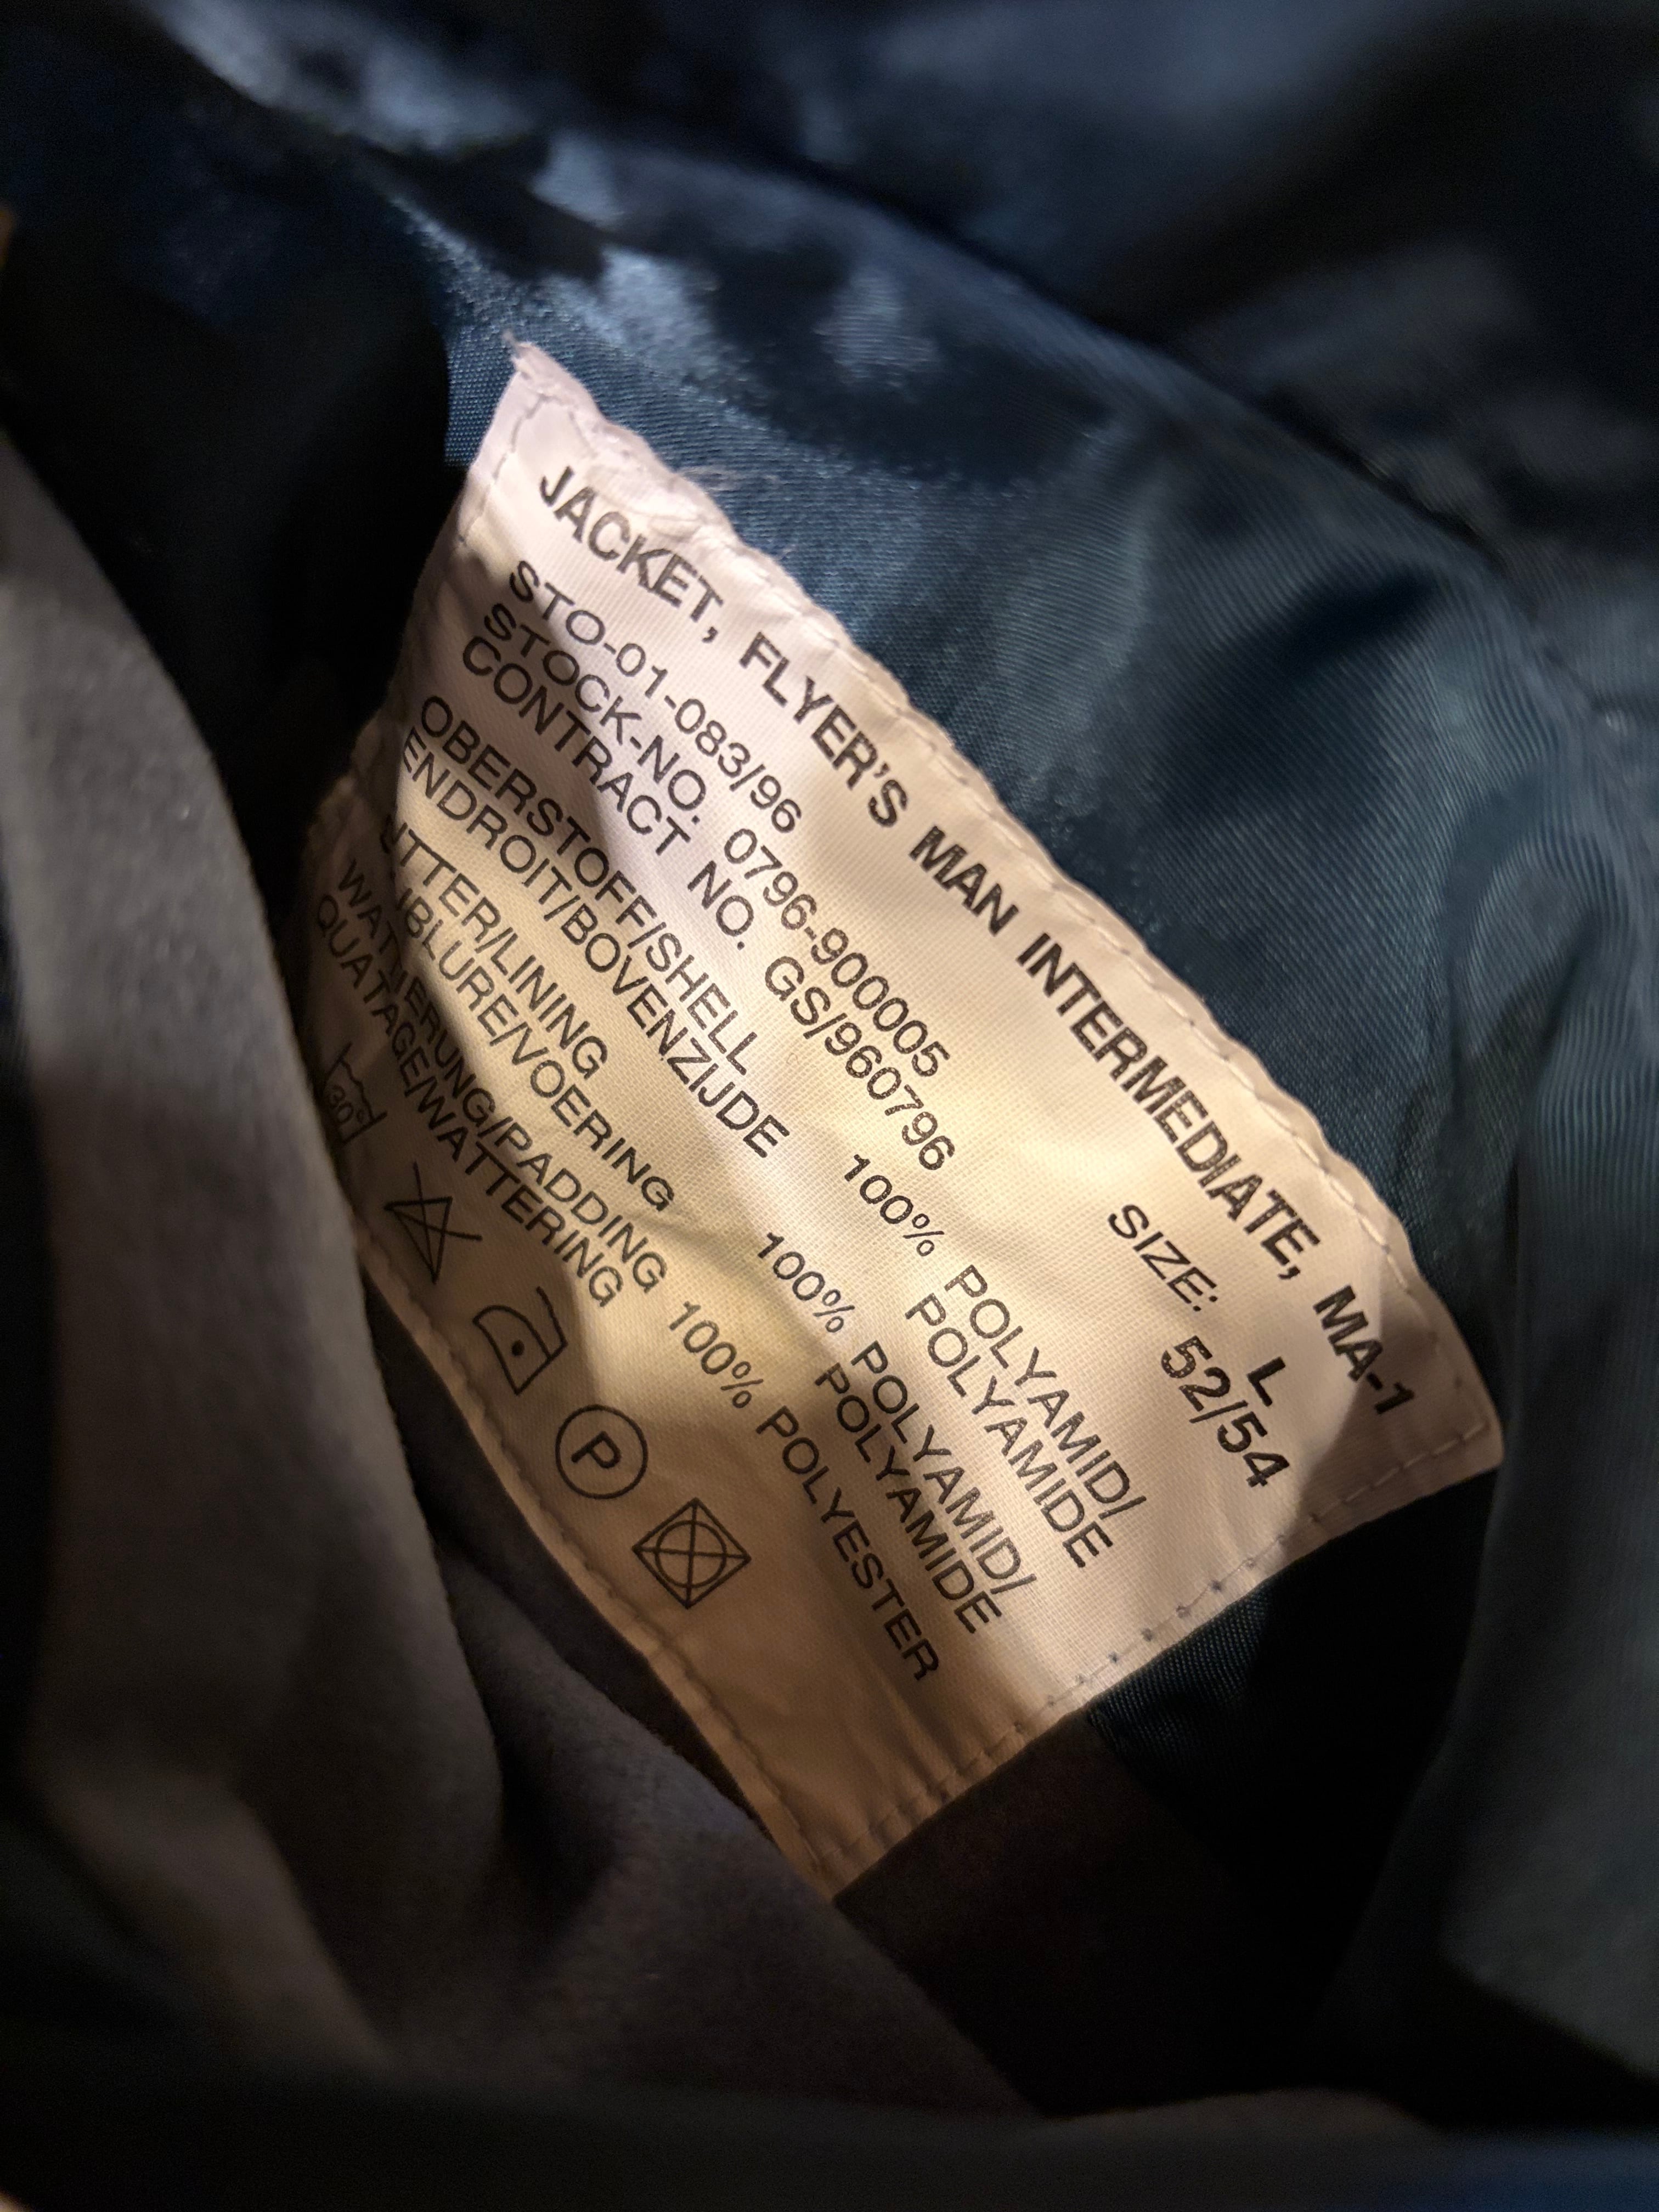 JACKET, FLYER'S MAN INTERMEDIATE, MA-1
STO-01-083/96 SIZE: L
STOCK-NO. 0796-900005 52/54
CONTRACT NO. GS/960796
OBERSTOFF/SHELL 100% POLYAMID/
ENDROIT/BOVENZIJDE POLYAMIDE
UTTER/LINING 100% POLYAMID/
UBLURE/VOERING POLYAMIDE
WATTIERUNG/PADDING 100% POLYESTER
QUATAGE/WATTERING
30°
P